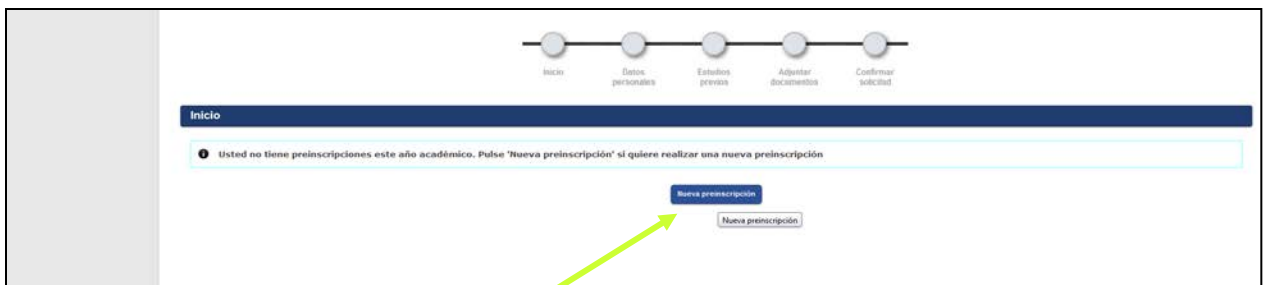 Inicio
Datos personales
Estudios previos
Adjuntar documentos
Confirmar solicitud
Inicio
Usted no tiene preinscripciones este año académico. Pulse 'Nueva preinscripción' si quiere realizar una nueva preinscripción
Nueva preinscripción
Nueva preinscripción